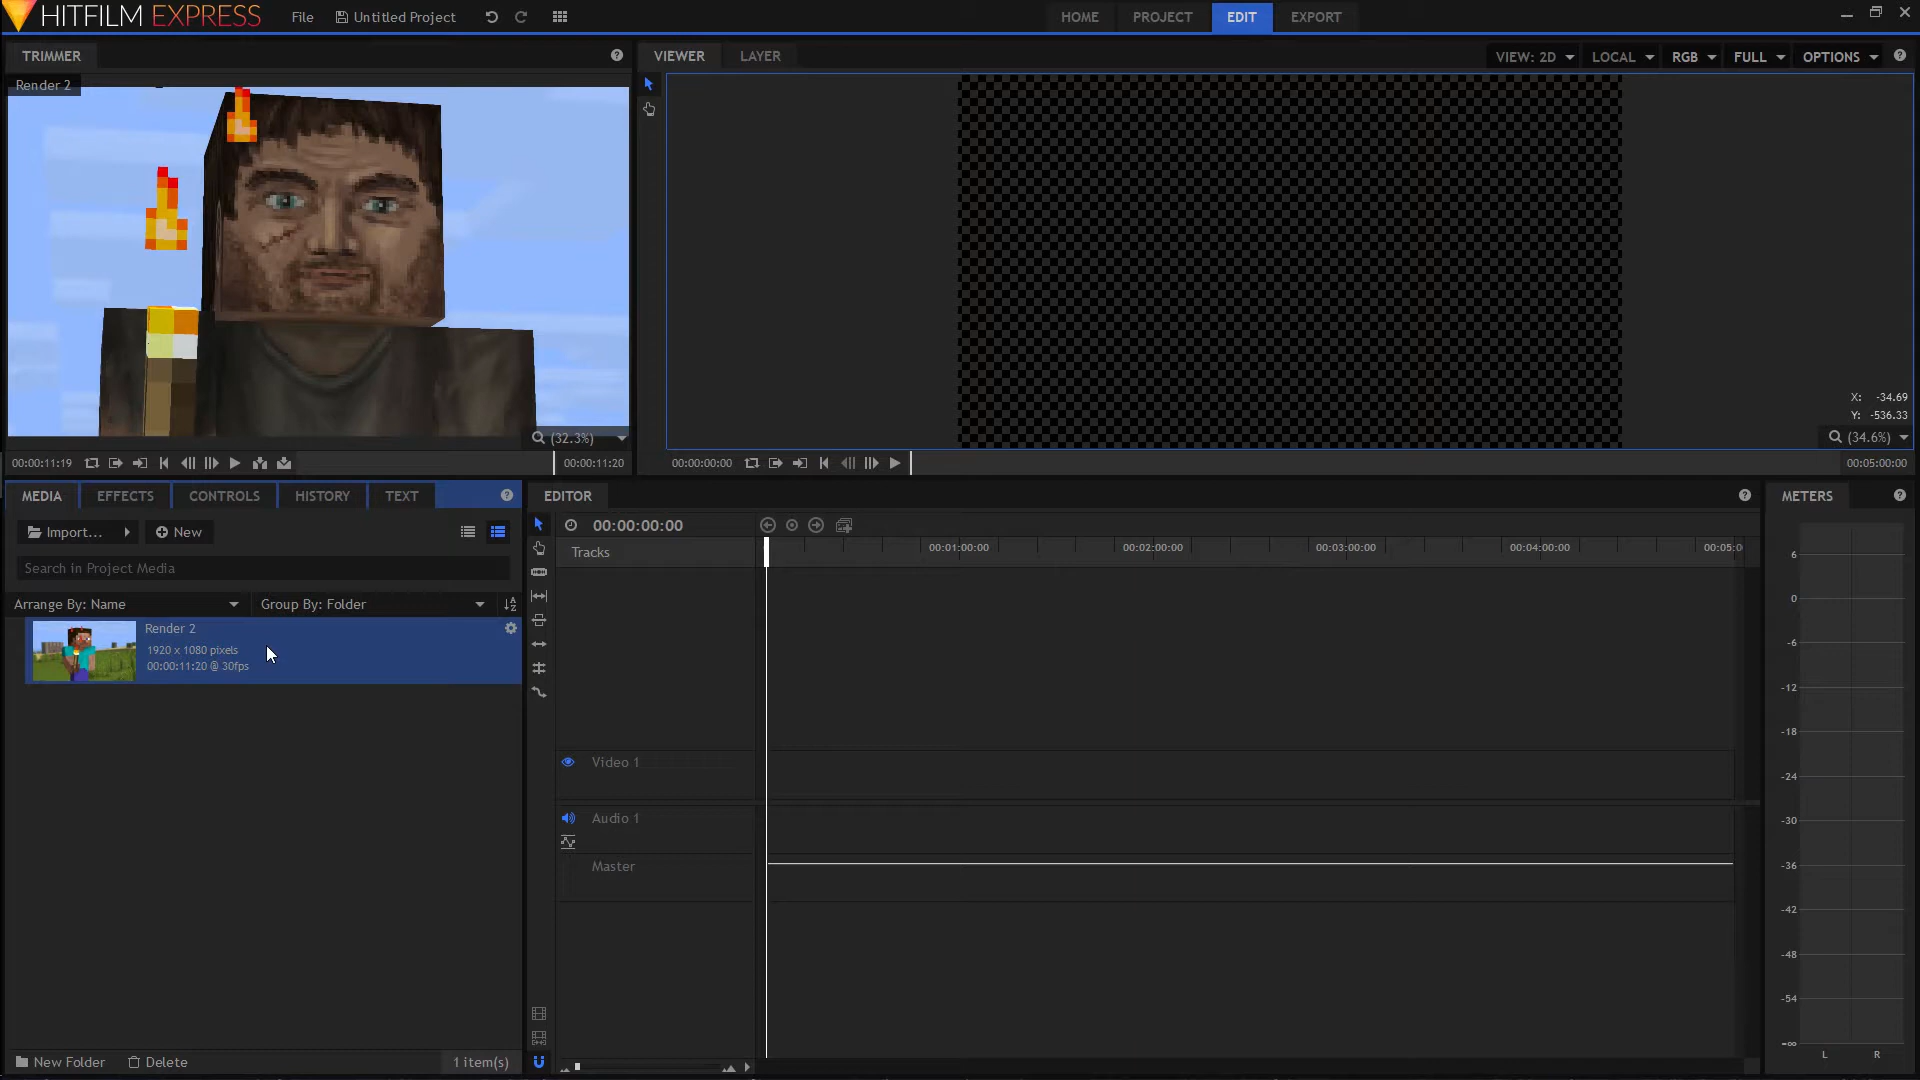 HITFILM EXPRESS
File
Untitled Project
HOME
PROJECT
EDIT
EXPORT
TRIMMER
Render 2
(32.3%)
00:00:11:19
00:00:11:20
VIEWER
LAYER
VIEW: 2D
LOCAL
RGB
FULL
OPTIONS
X: -34.69
Y: -536.33
(34.6%)
00:00:00:00
00:05:00:00
MEDIA
EFFECTS
CONTROLS
HISTORY
TEXT
Import...
New
Search in Project Media
Arrange By: Name
Group By: Folder
Render 2
1920 x 1080 pixels
00:00:11:20 @ 30fps
New Folder
Delete
1 item(s)
EDITOR
00:00:00:00
Tracks
00:01:00:00
00:02:00:00
00:03:00:00
00:04:00:00
00:05:0
Video 1
Audio 1
Master
METERS
6
0
-6
-12
-18
-24
-30
-36
-42
-48
-54
-∞
L
R